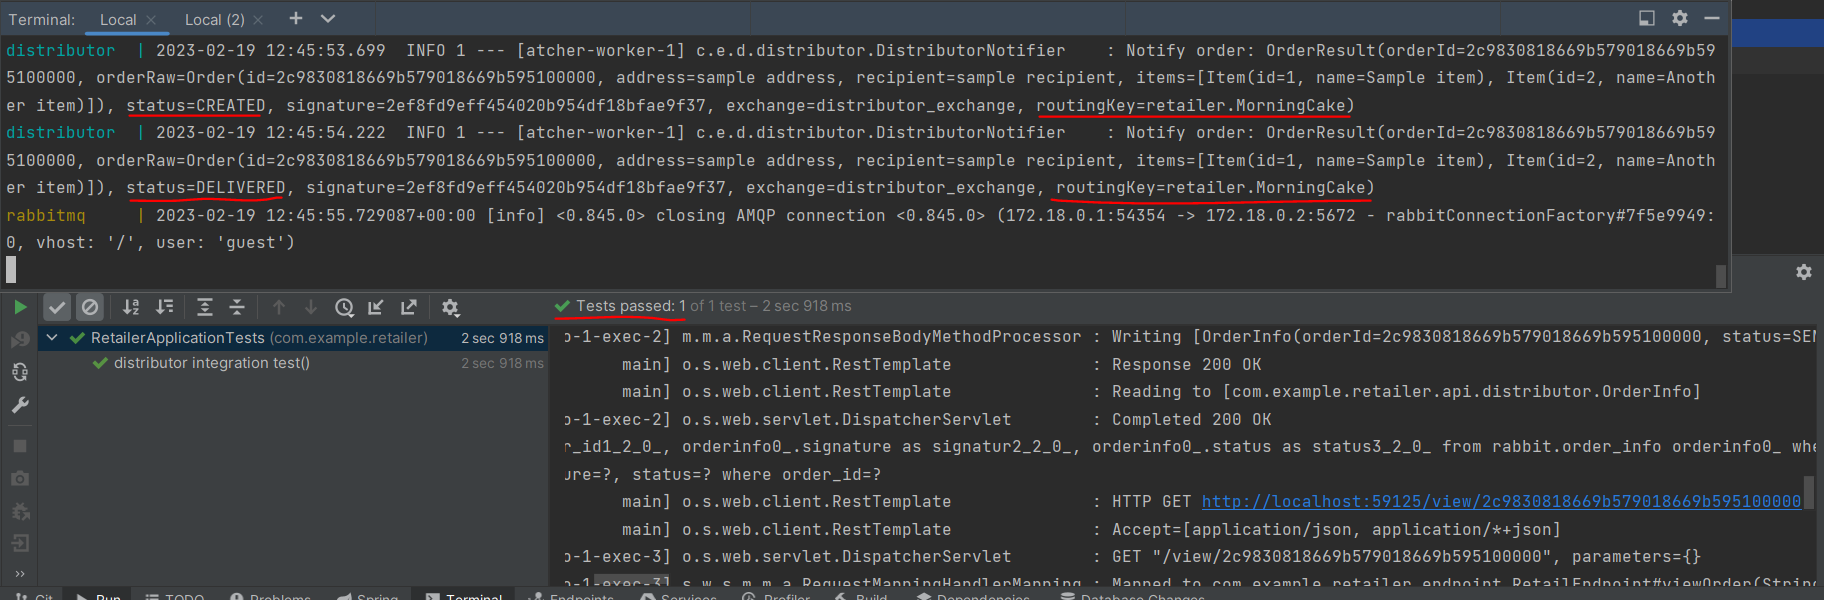 Terminal: Local × Local (2) × +
distributor | 2023-02-19 12:45:53.699 INFO 1 --- [atcher-worker-1] c.e.d.distributor.DistributorNotifier : Notify order: OrderResult(orderId=2c9830818669b579018669b59
5100000, orderRaw=Order(id=2c9830818669b579018669b595100000, address=sample address, recipient=sample recipient, items=[Item(id=1, name=Sample item), Item(id=2, name=Anoth
er item)]), status=CREATED, signature=2ef8fd9eff454020b954df18bfae9f37, exchange=distributor_exchange, routingKey=retailer.MorningCake)
distributor | 2023-02-19 12:45:54.222 INFO 1 --- [atcher-worker-1] c.e.d.distributor.DistributorNotifier : Notify order: OrderResult(orderId=2c9830818669b579018669b59
5100000, orderRaw=Order(id=2c9830818669b579018669b595100000, address=sample address, recipient=sample recipient, items=[Item(id=1, name=Sample item), Item(id=2, name=Anoth
er item)]), status=DELIVERED, signature=2ef8fd9eff454020b954df18bfae9f37, exchange=distributor_exchange, routingKey=retailer.MorningCake)
rabbitmq | 2023-02-19 12:45:55.729087+00:00 [info] <0.845.0> closing AMQP connection <0.845.0> (172.18.0.1:54354 -> 172.18.0.2:5672 - rabbitConnectionFactory#7f5e9949:
0, vhost: '/', user: 'guest')
Tests passed: 1 of 1 test – 2 sec 918 ms
RetailerApplicationTests (com.example.retailer) 2 sec 918 ms
distributor integration test() 2 sec 918 ms
o-1-exec-2] m.m.a.RequestResponseBodyMethodProcessor : Writing [OrderInfo(orderId=2c9830818669b579018669b595100000, status=SEN
main] o.s.web.client.RestTemplate : Response 200 OK
main] o.s.web.client.RestTemplate : Reading to [com.example.retailer.api.distributor.OrderInfo]
o-1-exec-2] o.s.web.servlet.DispatcherServlet : Completed 200 OK
r_id1_2_0_, orderinfo0_.signature as signatur2_2_0_, orderinfo0_.status as status3_2_0_ from rabbit.order_info orderinfo0_ whe
ure=?, status=? where order_id=?
main] o.s.web.client.RestTemplate : HTTP GET http://localhost:59125/view/2c9830818669b579018669b595100000
main] o.s.web.client.RestTemplate : Accept=[application/json, application/*+json]
o-1-exec-3] o.s.web.servlet.DispatcherServlet : GET "/view/2c9830818669b579018669b595100000", parameters={}
o-1-exec-3] s.w.s.m.m.a.RequestMappingHandlerMapping : Mapped to com.example.retailer.endpoint.RetailEndpoint#viewOrder(String
Git Run TODO Problems Spring Terminal Endpoints Services Profiler Build Dependencies Database Changes